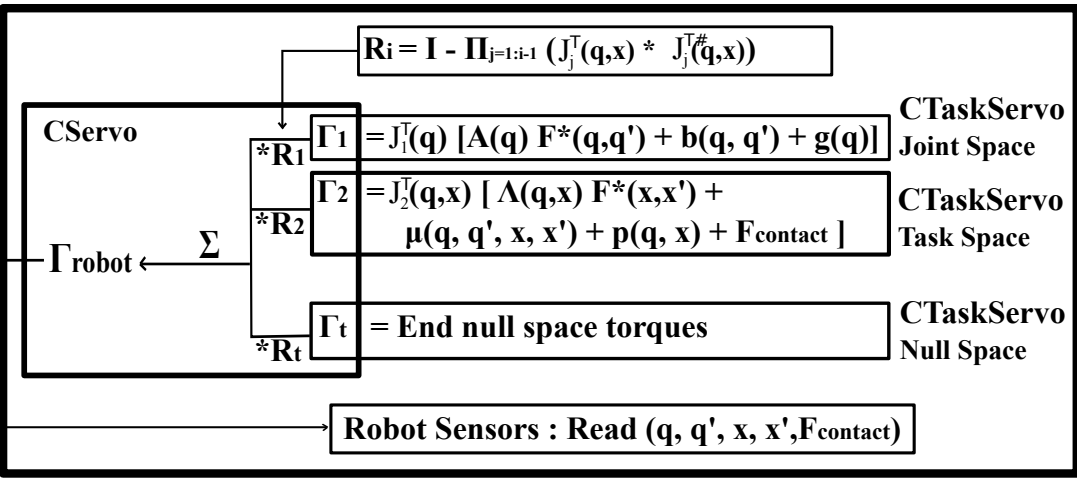 Ri = I - Πj=1:i-1 (JjT(q,x) * JjT#(q,x))
CServo
*R1
Γ1 = J1T(q) [A(q) F*(q,q') + b(q, q') + g(q)]
CTaskServo
Joint Space
*R2
Γ2 = J2T(q,x) [ Λ(q,x) F*(x,x') +
μ(q, q', x, x') + p(q, x) + Fcontact ]
CTaskServo
Task Space
Γrobot
Σ
*Rt
Γt = End null space torques
CTaskServo
Null Space
Robot Sensors : Read (q, q', x, x',Fcontact)